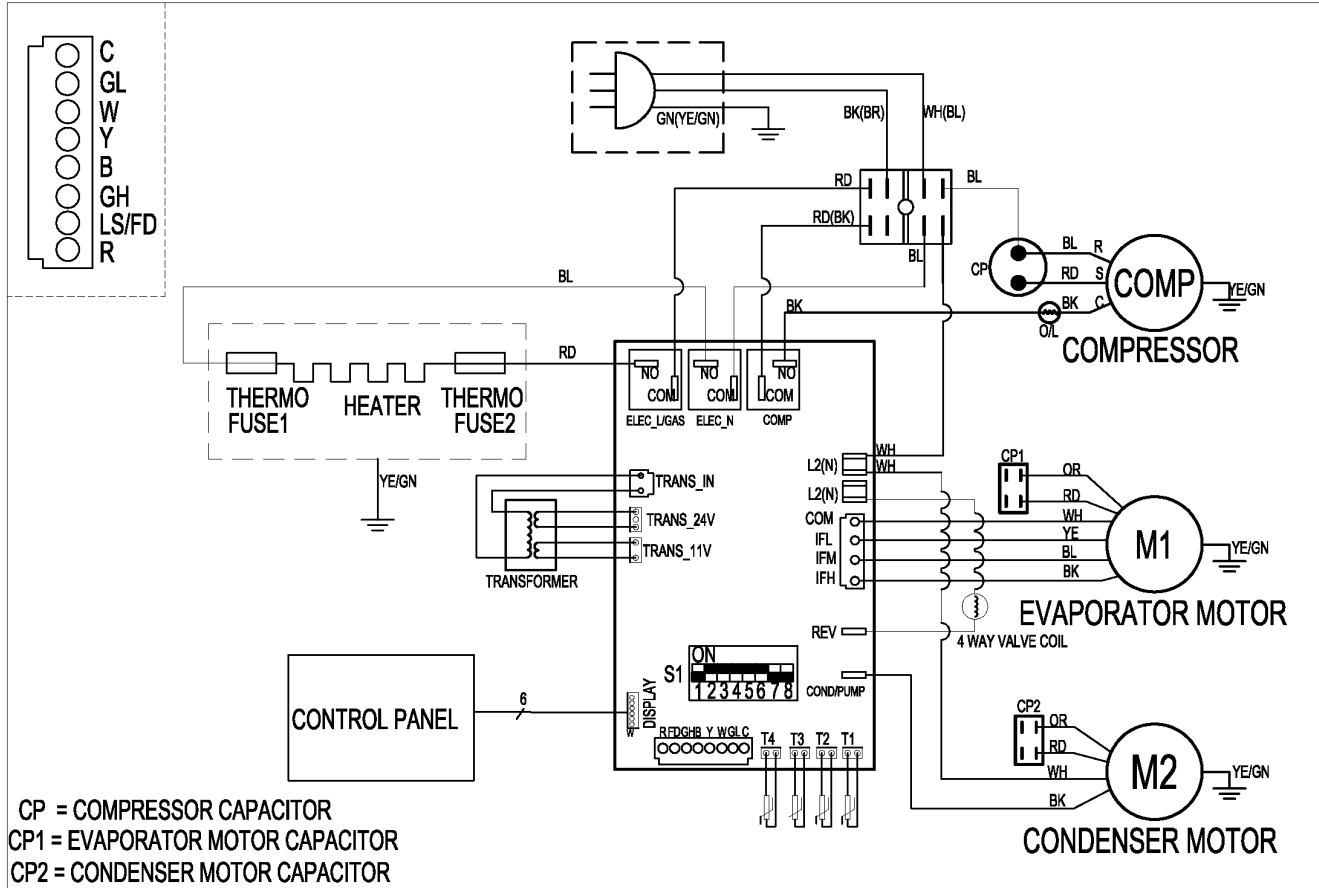 C
GL
W
Y
B
GH
LS/FD
R
GN(YE/GN)
BK(BR)
WH(BL)
RD
BL
RD(BK)
BL
CP
BL R
RD S
BK C
O/L
COMP
YE/GN
COMPRESSOR
BL
BK
RD
THERMO
FUSE1
HEATER
THERMO
FUSE2
YE/GN
NO
COM
ELEC_L/GAS
NO
COM
ELEC_N
NO
COM
COMP
TRANS_IN
TRANS_24V
TRANS_11V
TRANSFORMER
L2(N)
WH
WH
L2(N)
COM
IFL
IFM
IFH
CP1
OR
RD
WH
YE
BL
BK
M1
YE/GN
EVAPORATOR MOTOR
REV
4 WAY VALVE COIL
S1
ON
12345678
COND/PUMP
CONTROL PANEL
6
DISPLAY
W
RFDGHB Y WGLC
T4
T3
T2
T1
CP2
OR
RD
WH
BK
M2
YE/GN
CONDENSER MOTOR
CP = COMPRESSOR CAPACITOR
CP1 = EVAPORATOR MOTOR CAPACITOR
CP2 = CONDENSER MOTOR CAPACITOR